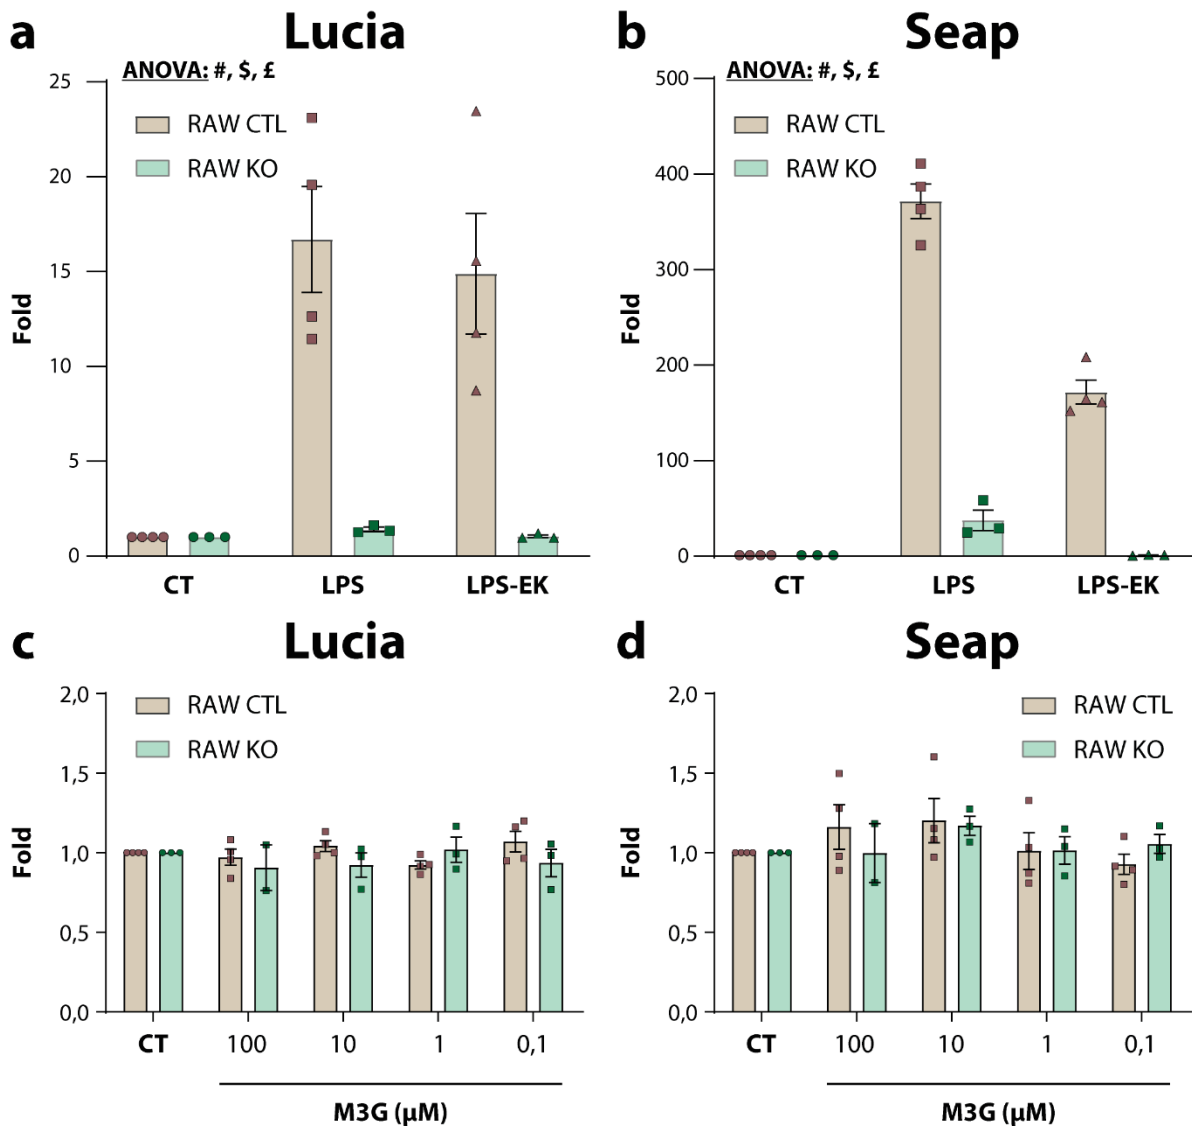 a
Lucia
ANOVA: #, $, £
RAW CTL
RAW KO
Fold
25
20
15
10
5
0
CT
LPS
LPS-EK
b
Seap
ANOVA: #, $, £
RAW CTL
RAW KO
Fold
500
400
300
200
100
0
CT
LPS
LPS-EK
c
Lucia
RAW CTL
RAW KO
Fold
2,0
1,5
1,0
0,5
0,0
CT
100
10
1
0,1
M3G (μM)
d
Seap
RAW CTL
RAW KO
Fold
2,0
1,5
1,0
0,5
0,0
CT
100
10
1
0,1
M3G (μM)